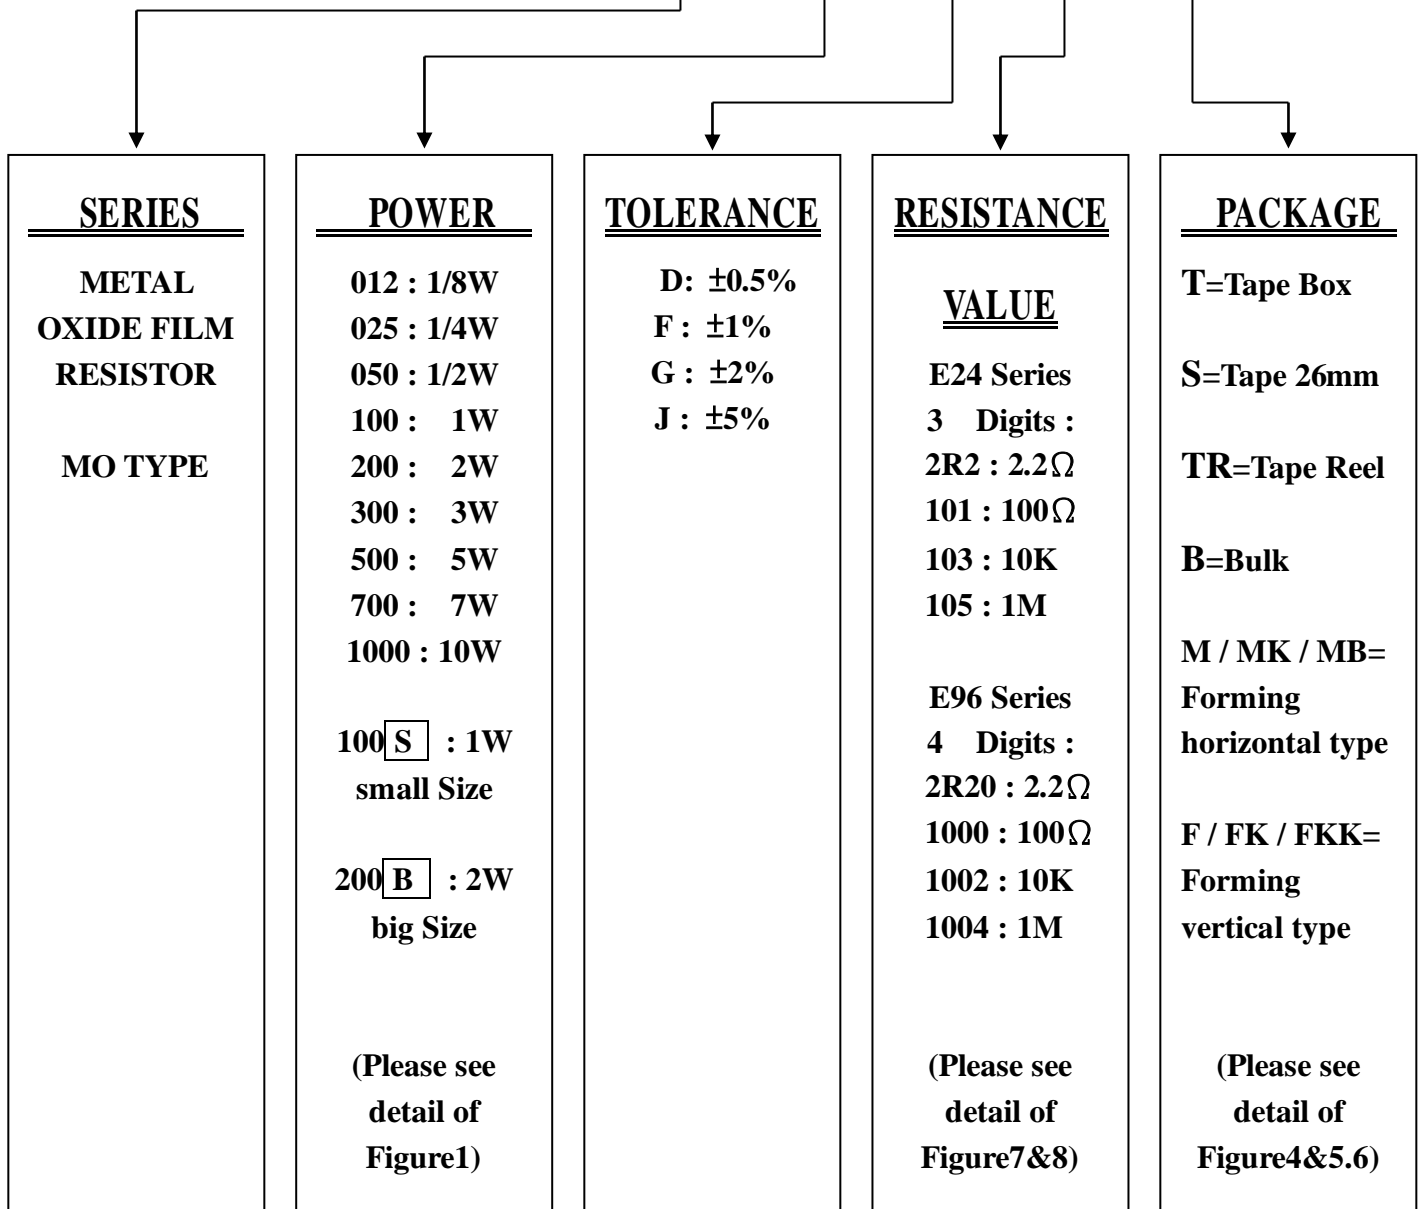 SERIES
METAL
OXIDE FILM
RESISTOR
MO TYPE
POWER
012 : 1/8W
025 : 1/4W
050 : 1/2W
100 : 1W
200 : 2W
300 : 3W
500 : 5W
700 : 7W
1000 : 10W
100 S : 1W
small Size
200 B : 2W
big Size
(Please see
detail of
Figure1)
TOLERANCE
D: ±0.5%
F : ±1%
G : ±2%
J : ±5%
RESISTANCE
VALUE
E24 Series
3 Digits :
2R2 : 2.2Ω
101 : 100Ω
103 : 10K
105 : 1M
E96 Series
4 Digits :
2R20 : 2.2Ω
1000 : 100Ω
1002 : 10K
1004 : 1M
(Please see
detail of
Figure7&8)
PACKAGE
T=Tape Box
S=Tape 26mm
TR=Tape Reel
B=Bulk
M / MK / MB=
Forming
horizontal type
F / FK / FKK=
Forming
vertical type
(Please see
detail of
Figure4&5.6)